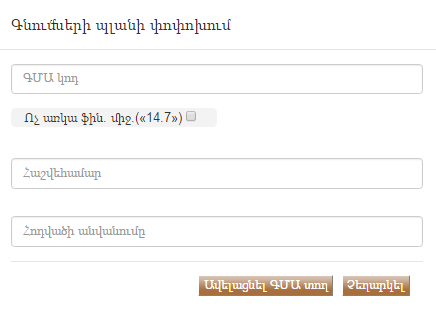 Գնումների պլանի փոփոխում
ԳՄԱ կոդ
Ոչ առկա ֆին. միջ.(«14.7»)
Հաշվեհամար
Հոդվածի անվանումը
Ավելացնել ԳՄԱ տող Չեղարկել